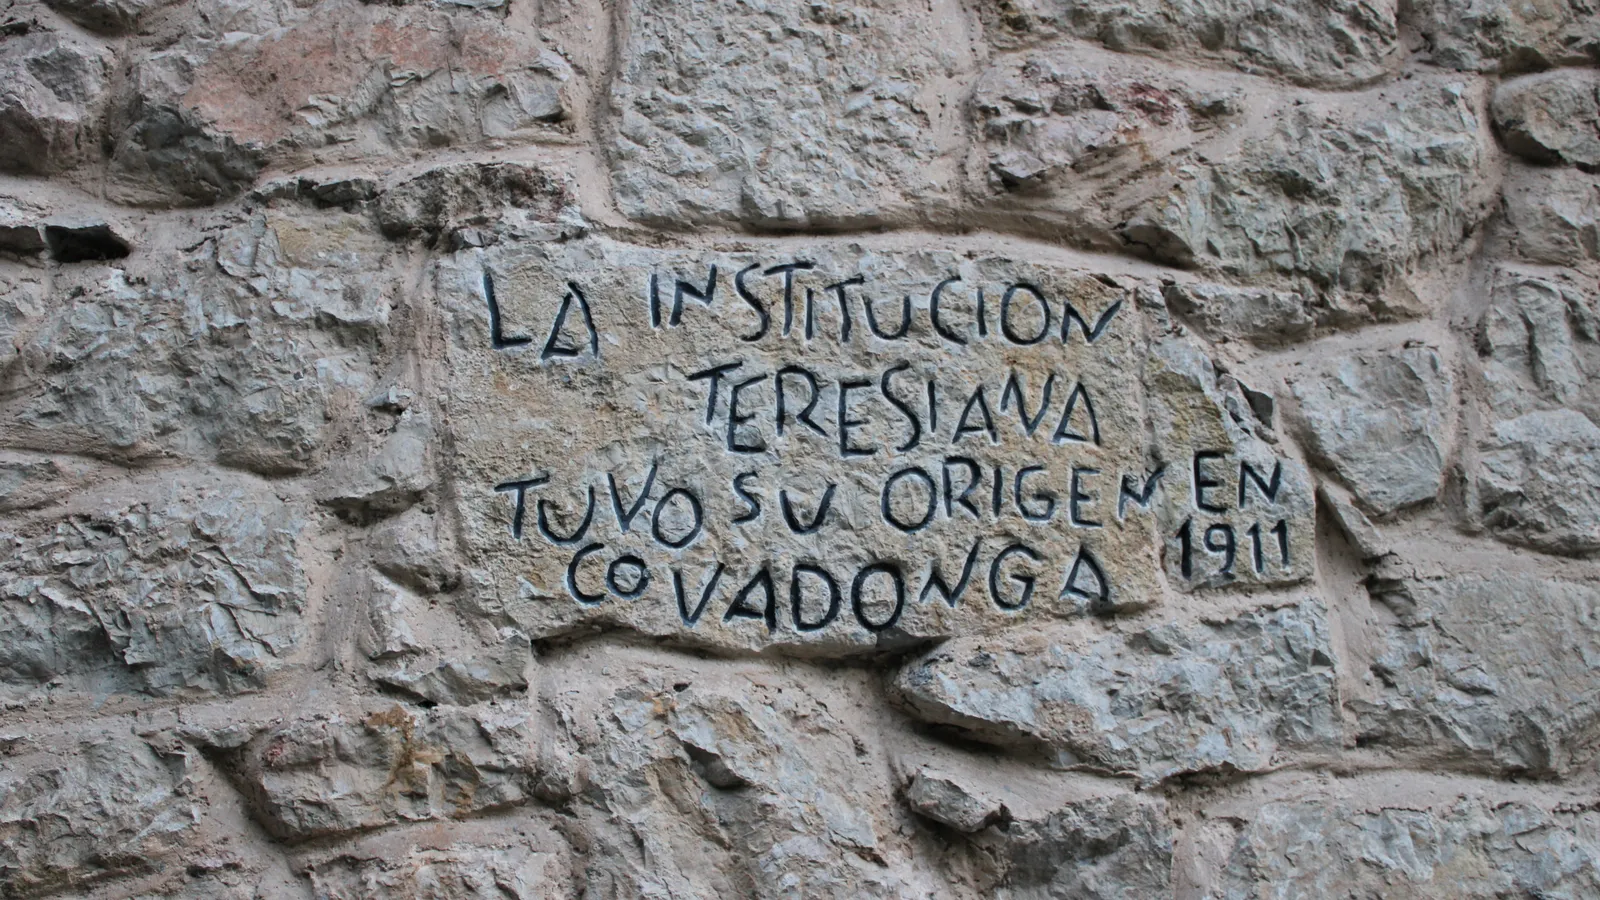 LA INSTITUCION
TERESIANA
TUVO SU ORIGEN EN
COVADONGA 1911